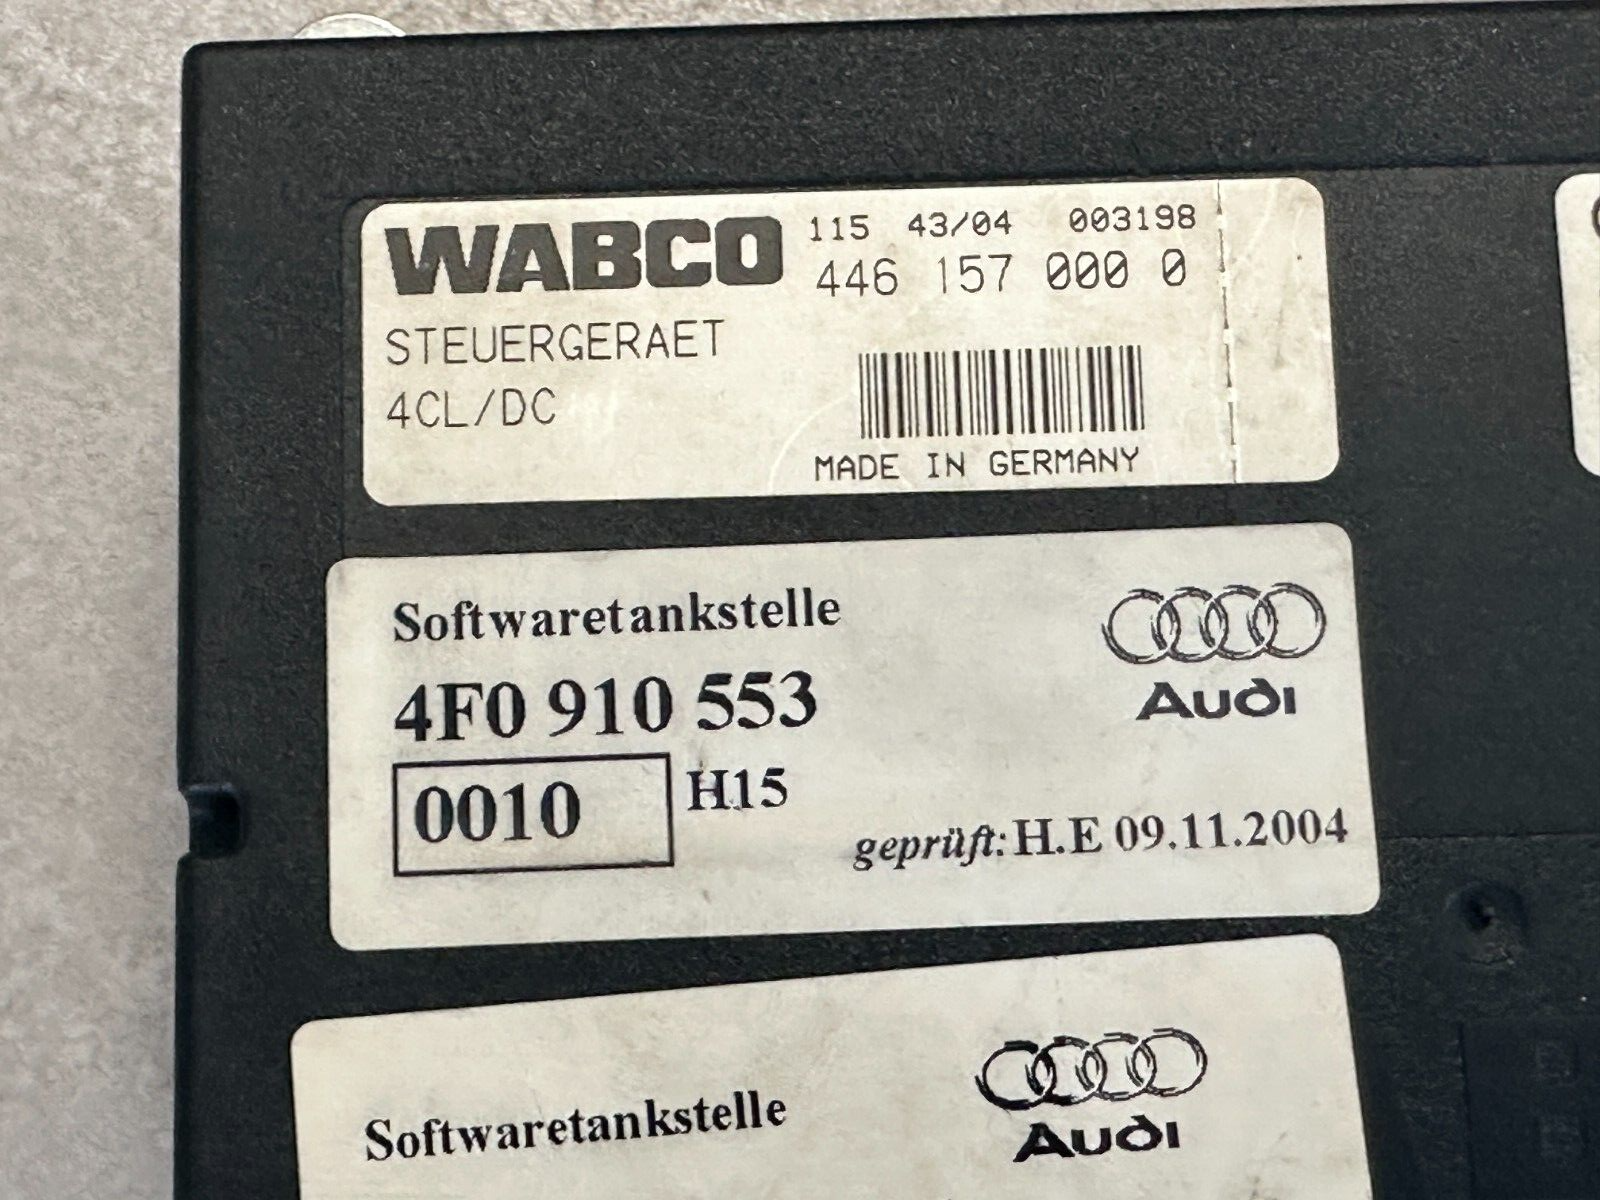 WABCO 115 43/04 003198
446 157 000 0
STEUERGERAET
4CL/DC
MADE IN GERMANY
Softwaretankstelle
Audi
4F0 910 553
0010 H15
geprüft: H.E 09.11.2004
Softwaretankstelle
Audi